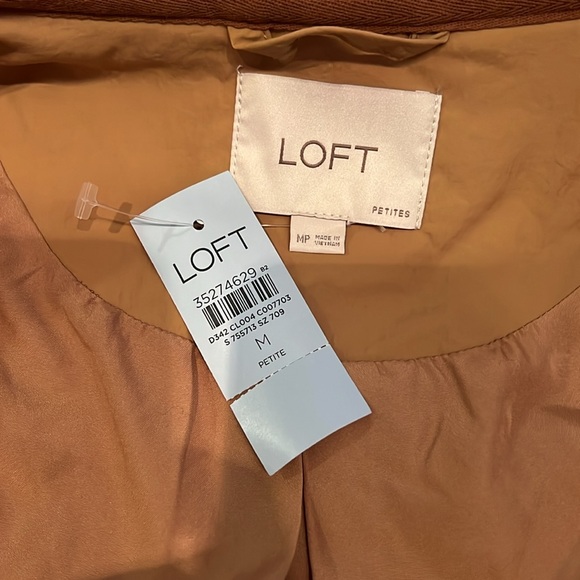 LOFT
PETITES
MP MADE IN VIETNAM
LOFT
35274629 82
D342 CL004 C007703
S 755713 SZ 709
M
PETITE